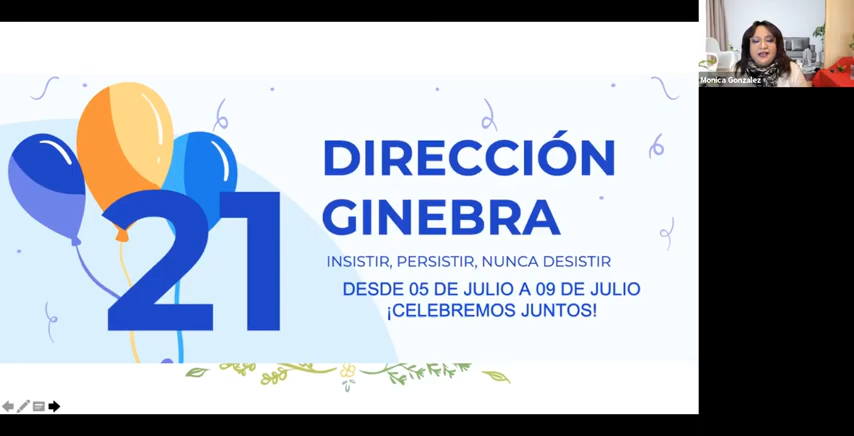 Monica Gonzalez
21
DIRECCIÓN
GINEBRA
INSISTIR, PERSISTIR, NUNCA DESISTIR
DESDE 05 DE JULIO A 09 DE JULIO
¡CELEBREMOS JUNTOS!